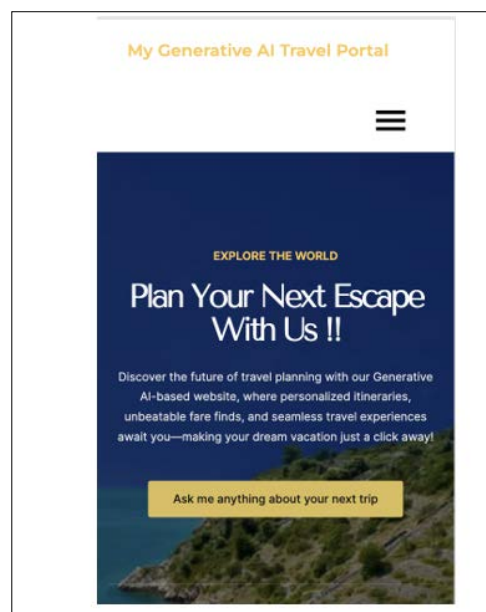 My Generative AI Travel Portal
EXPLORE THE WORLD
Plan Your Next Escape
With Us !!
Discover the future of travel planning with our Generative
AI-based website, where personalized itineraries,
unbeatable fare finds, and seamless travel experiences
await you—making your dream vacation just a click away!
Ask me anything about your next trip